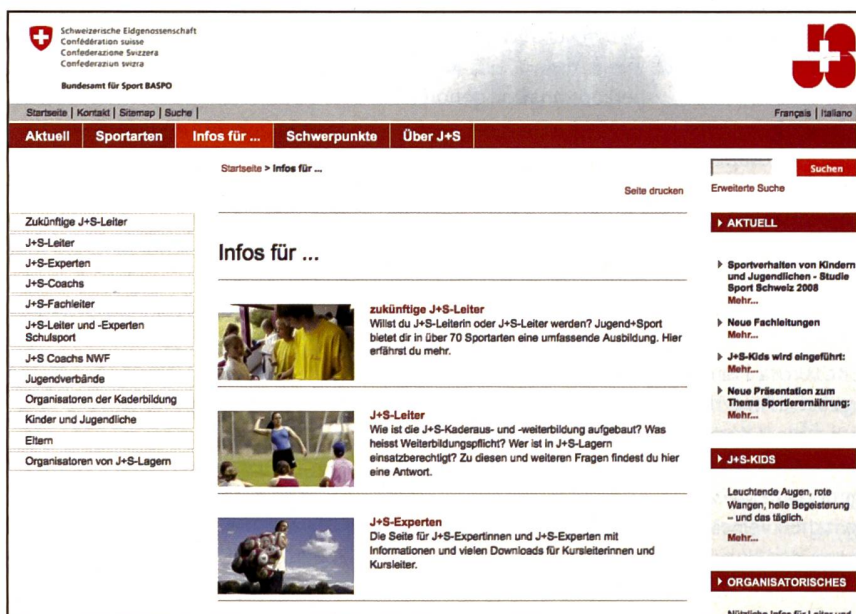 Schweizerische Eidgenossenschaft
Confédération suisse
Confederazione Svizzera
Confederaziun svizra
Bundesamt für Sport BASPO
JS
Startseite | Kontakt | Sitemap | Suche |
Français | Italiano
Aktuell
Sportarten
Infos für ...
Schwerpunkte
Über J+S
Startseite > Infos für ...
Seite drucken
Suchen
Erweiterte Suche
Zukünftige J+S-Leiter
J+S-Leiter
J+S-Experten
J+S-Coachs
J+S-Fachleiter
J+S-Leiter und -Experten
Schulsport
J+S Coachs NWF
Jugendverbände
Organisatoren der Kaderbildung
Kinder und Jugendliche
Eltern
Organisatoren von J+S-Lagern
Infos für ...
zukünftige J+S-Leiter
Willst du J+S-Leiterin oder J+S-Leiter werden? Jugend+Sport
bietet dir in über 70 Sportarten eine umfassende Ausbildung. Hier
erfährst du mehr.
J+S-Leiter
Wie ist die J+S-Kaderaus- und -weiterbildung aufgebaut? Was
heisst Weiterbildungspflicht? Wer ist in J+S-Lagern
einsatzberechtigt? Zu diesen und weiteren Fragen findest du hier
eine Antwort.
J+S-Experten
Die Seite für J+S-Expertinnen und J+S-Experten mit
Informationen und vielen Downloads für Kursleiterinnen und
Kursleiter.
AKTUELL
Sportverhalten von Kindern
und Jugendlichen - Studie
Sport Schweiz 2008
Mehr...
Neue Fachleitungen
Mehr...
J+S-Kids wird eingeführt:
Mehr...
Neue Präsentation zum
Thema Sportlerernährung:
Mehr...
J+S-KIDS
Leuchtende Augen, rote
Wangen, helle Begeisterung
– und das täglich.
Mehr...
ORGANISATORISCHES
Nützliche Infos für Leiter und